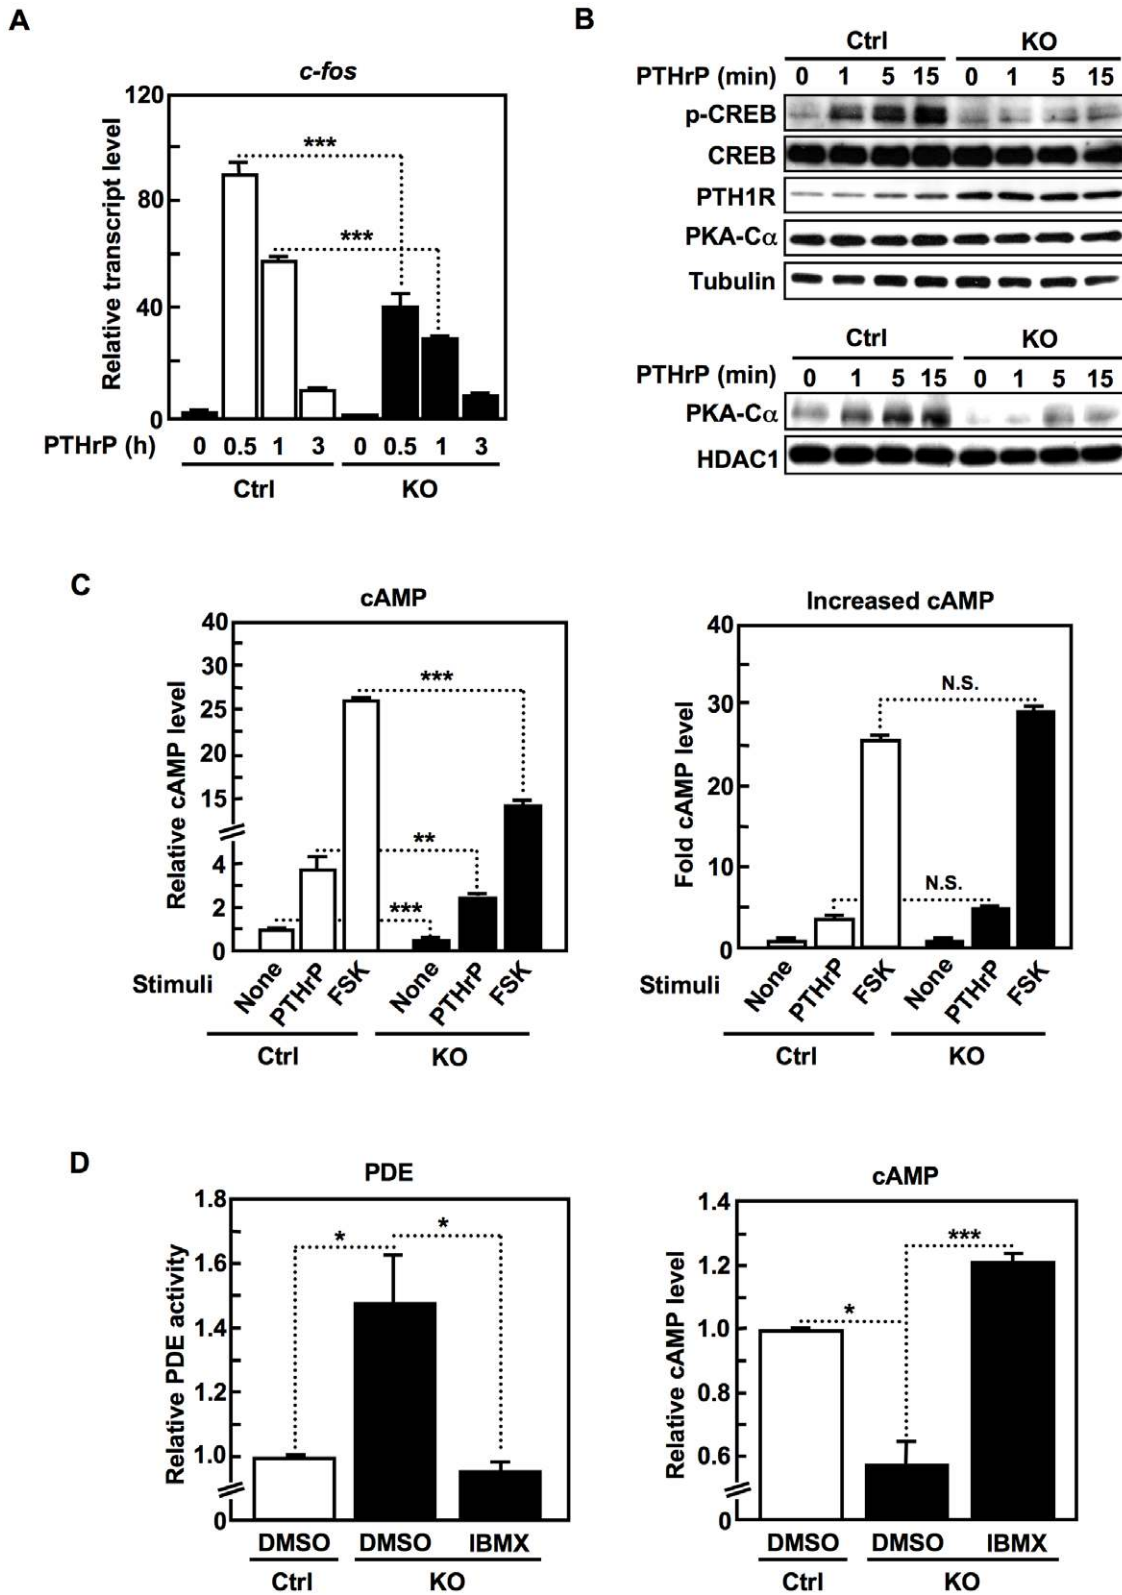 A
c-fos
120
80
40
0
Relative transcript level
***
***
PTHrP (h)
0 0.5 1 3 0 0.5 1 3
Ctrl KO
B
Ctrl KO
PTHrP (min) 0 1 5 15 0 1 5 15
p-CREB
CREB
PTH1R
PKA-Cα
Tubulin
Ctrl KO
PTHrP (min) 0 1 5 15 0 1 5 15
PKA-Cα
HDAC1
C
cAMP
40
30
25
20
15
4
2
0
Relative cAMP level
***
**
***
Stimuli
None PTHrP FSK None PTHrP FSK
Ctrl KO
Increased cAMP
40
30
20
10
0
Fold cAMP level
N.S.
N.S.
Stimuli
None PTHrP FSK None PTHrP FSK
Ctrl KO
D
PDE
1.8
1.6
1.4
1.2
1.0
0
Relative PDE activity
* *
DMSO DMSO IBMX
Ctrl KO
cAMP
1.4
1.2
1.0
0.8
0.6
0
Relative cAMP level
***
*
DMSO DMSO IBMX
Ctrl KO